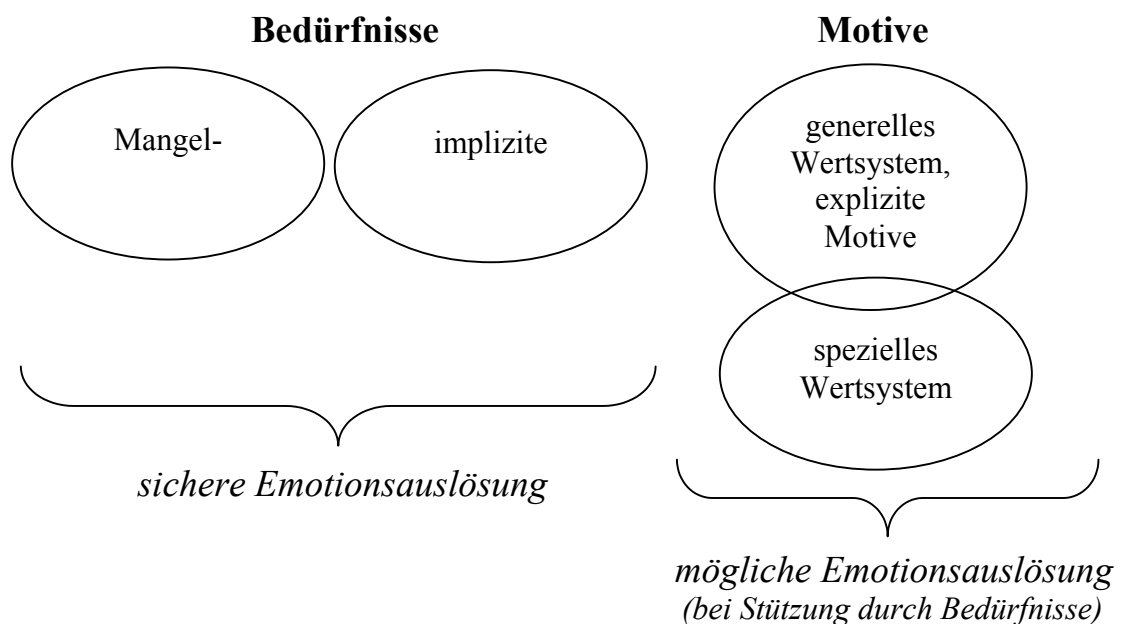 Bedürfnisse
Motive
Mangel-
implizite
generelles
Wertsystem,
explizite
Motive
spezielles
Wertsystem
sichere Emotionsauslösung
mögliche Emotionsauslösung
(bei Stützung durch Bedürfnisse)